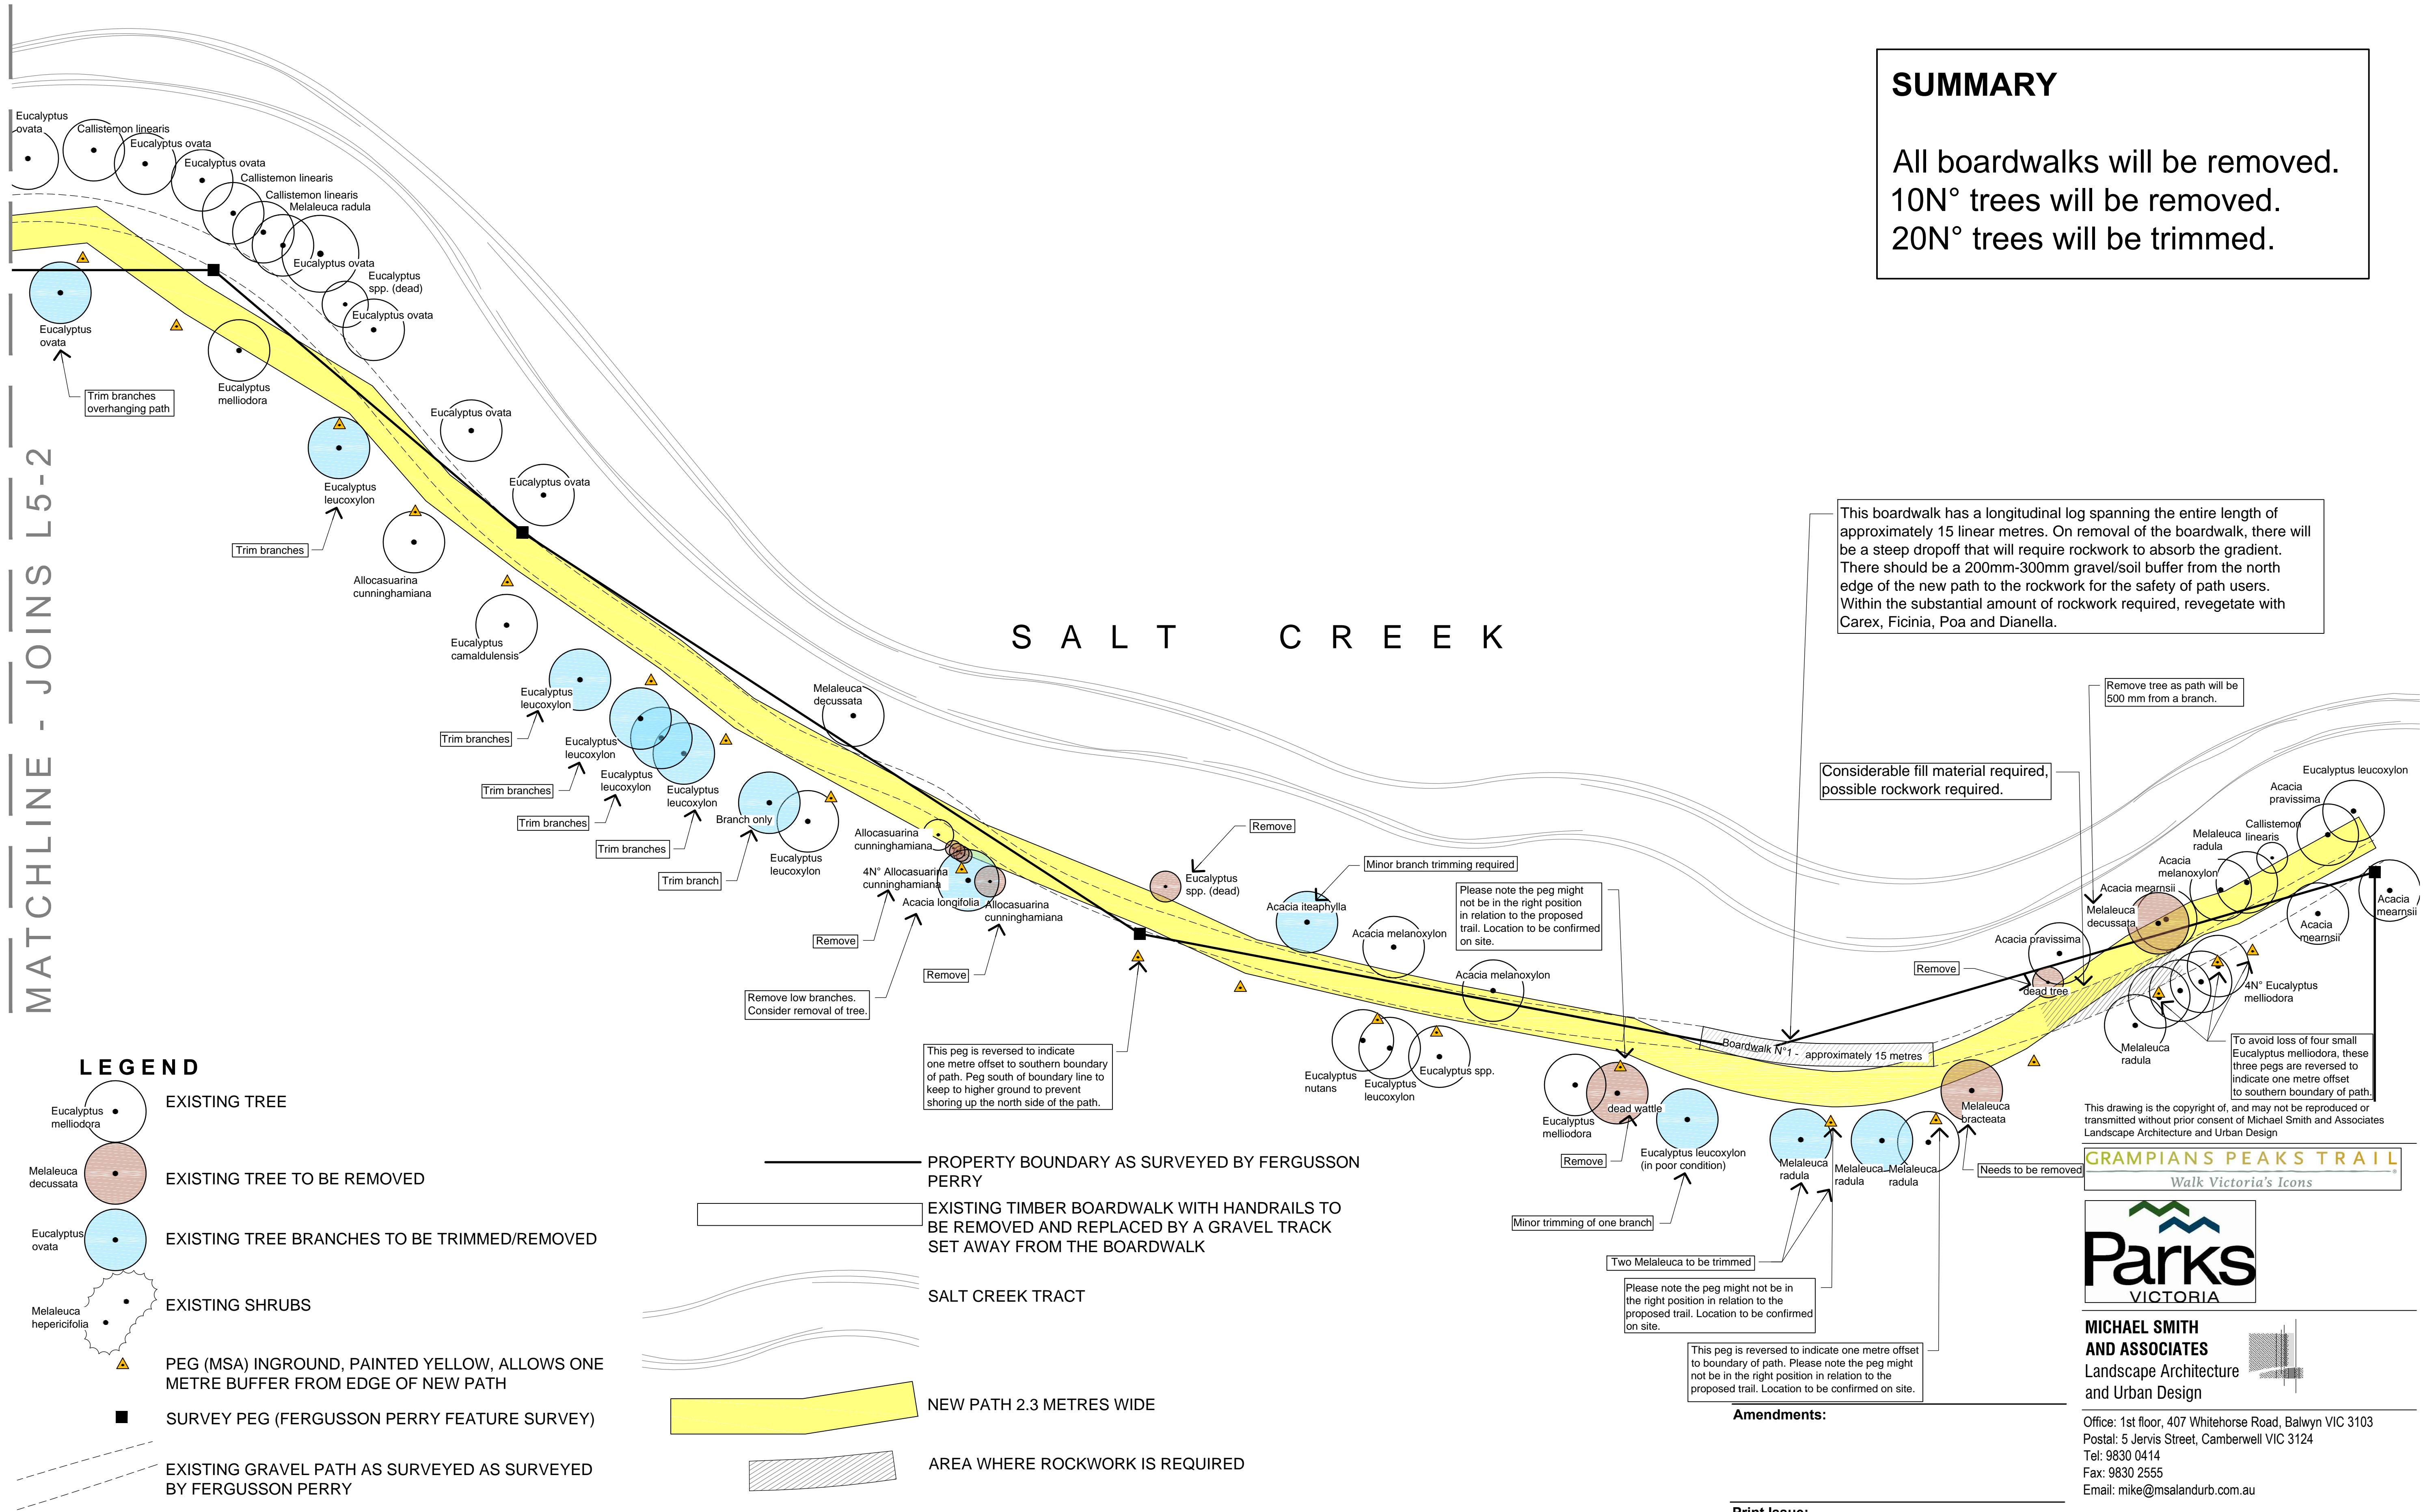 SUMMARY
All boardwalks will be removed.
10N° trees will be removed.
20N° trees will be trimmed.
MATCHLINE - JOINS L5-2
Eucalyptus
ovata
Callistemon linearis
Eucalyptus ovata
Eucalyptus ovata
Callistemon linearis
Callistemon linearis
Melaleuca radula
Eucalyptus ovata
Eucalyptus
spp. (dead)
Eucalyptus ovata
Eucalyptus
ovata
Trim branches
overhanging path
Eucalyptus
melliodora
Eucalyptus ovata
Eucalyptus
leucoxylon
Trim branches
Eucalyptus ovata
Allocasuarina
cunninghamiana
Eucalyptus
camaldulensis
SALT CREEK
Eucalyptus
leucoxylon
Trim branches
Eucalyptus
leucoxylon
Trim branches
Eucalyptus
leucoxylon
Trim branches
Eucalyptus
leucoxylon
Trim branches
Branch only
Trim branch
Eucalyptus
leucoxylon
Melaleuca
decussata
Allocasuarina
cunninghamiana
4N° Allocasuarina
cunninghamiana
Remove
Acacia longifolia
Remove low branches.
Consider removal of tree.
Allocasuarina
cunninghamiana
Remove
Remove
Eucalyptus
spp. (dead)
This peg is reversed to indicate
one metre offset to southern boundary
of path. Peg south of boundary line to
keep to higher ground to prevent
shoring up the north side of the path.
Minor branch trimming required
Acacia iteaphylla
Acacia melanoxylon
Please note the peg might
not be in the right position
in relation to the proposed
trail. Location to be confirmed
on site.
Acacia melanoxylon
Eucalyptus
nutans
Eucalyptus
leucoxylon
Eucalyptus spp.
Eucalyptus
melliodora
dead wattle
Remove
Eucalyptus leucoxylon
(in poor condition)
Minor trimming of one branch
Boardwalk N°1 - approximately 15 metres
Melaleuca
radula
Melaleuca
radula
Melaleuca
radula
Two Melaleuca to be trimmed
Please note the peg might not be in
the right position in relation to the
proposed trail. Location to be confirmed
on site.
This peg is reversed to indicate one metre offset
to boundary of path. Please note the peg might
not be in the right position in relation to the
proposed trail. Location to be confirmed on site.
Melaleuca
bracteata
Needs to be removed
This boardwalk has a longitudinal log spanning the entire length of
approximately 15 linear metres. On removal of the boardwalk, there will
be a steep dropoff that will require rockwork to absorb the gradient.
There should be a 200mm-300mm gravel/soil buffer from the north
edge of the new path to the rockwork for the safety of path users.
Within the substantial amount of rockwork required, revegetate with
Carex, Ficinia, Poa and Dianella.
Remove tree as path will be
500 mm from a branch.
Considerable fill material required,
possible rockwork required.
Eucalyptus leucoxylon
Acacia
pravissima
Callistemon
linearis
Melaleuca
radula
Acacia
melanoxylon
Acacia mearnsii
Melaleuca
decussata
Acacia pravissima
Remove
dead tree
Acacia
mearnsii
Acacia
mearnsii
4N° Eucalyptus
melliodora
Melaleuca
radula
To avoid loss of four small
Eucalyptus melliodora, these
three pegs are reversed to
indicate one metre offset
to southern boundary of path.
LEGEND
Eucalyptus
melliodora
EXISTING TREE
Melaleuca
decussata
EXISTING TREE TO BE REMOVED
Eucalyptus
ovata
EXISTING TREE BRANCHES TO BE TRIMMED/REMOVED
Melaleuca
hepericifolia
EXISTING SHRUBS
PEG (MSA) INGROUND, PAINTED YELLOW, ALLOWS ONE
METRE BUFFER FROM EDGE OF NEW PATH
SURVEY PEG (FERGUSSON PERRY FEATURE SURVEY)
EXISTING GRAVEL PATH AS SURVEYED AS SURVEYED
BY FERGUSSON PERRY
PROPERTY BOUNDARY AS SURVEYED BY FERGUSSON
PERRY
EXISTING TIMBER BOARDWALK WITH HANDRAILS TO
BE REMOVED AND REPLACED BY A GRAVEL TRACK
SET AWAY FROM THE BOARDWALK
SALT CREEK TRACT
NEW PATH 2.3 METRES WIDE
AREA WHERE ROCKWORK IS REQUIRED
This drawing is the copyright of, and may not be reproduced or
transmitted without prior consent of Michael Smith and Associates
Landscape Architecture and Urban Design
GRAMPIANS PEAKS TRAIL
Walk Victoria's Icons
Parks
VICTORIA
MICHAEL SMITH
AND ASSOCIATES
Landscape Architecture
and Urban Design
Office: 1st floor, 407 Whitehorse Road, Balwyn VIC 3103
Postal: 5 Jervis Street, Camberwell VIC 3124
Tel: 9830 0414
Fax: 9830 2555
Email: mike@msalandurb.com.au
Amendments:
Print Issue: